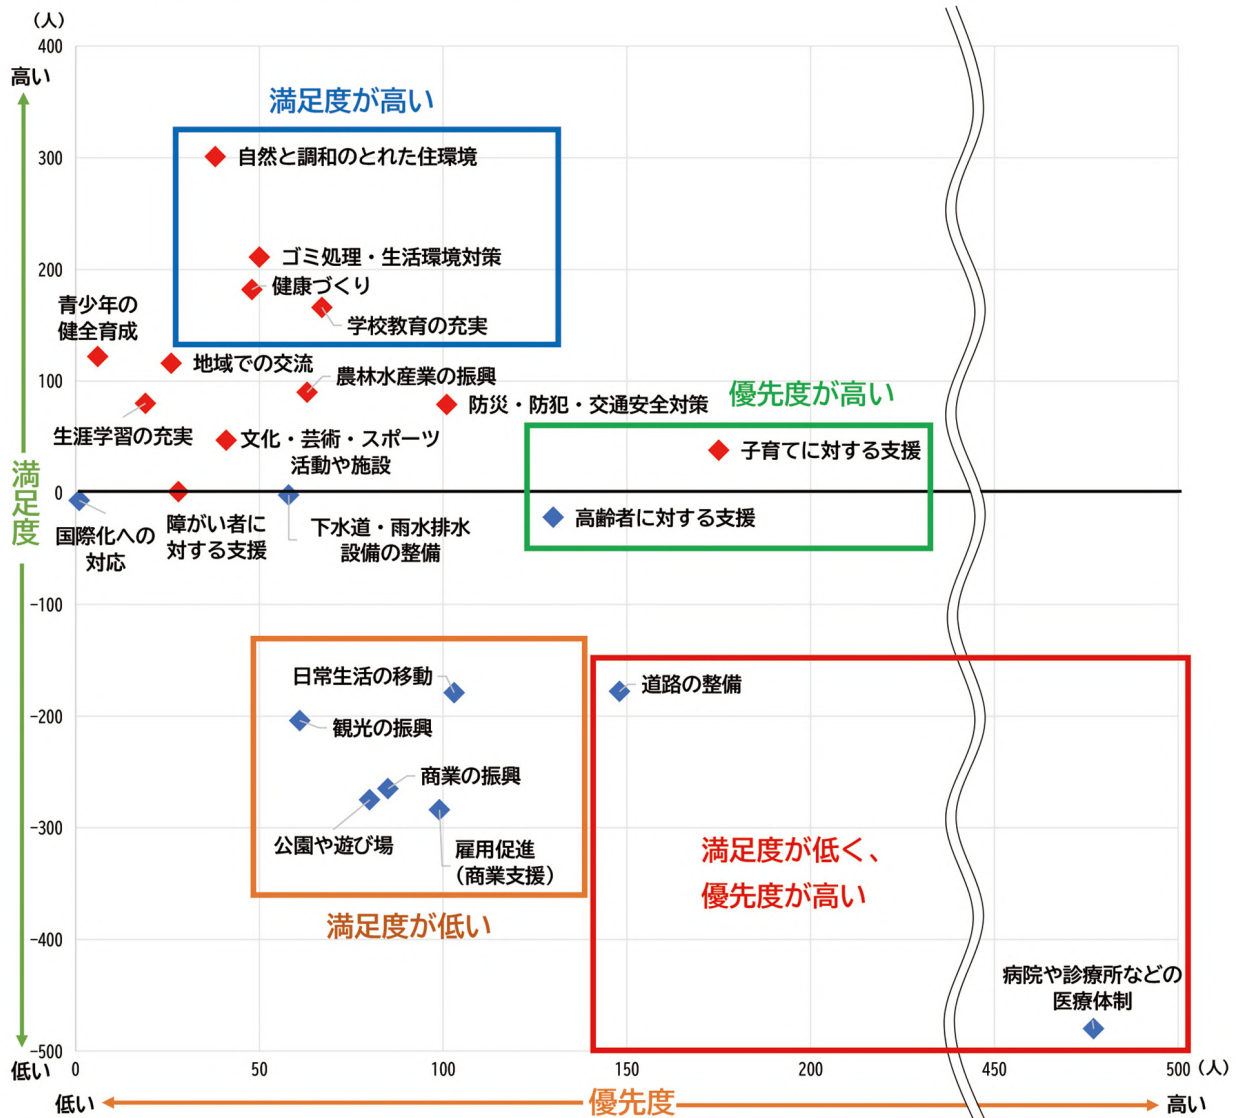 （人）
400
高い
満足度が高い
300
自然と調和のとれた住環境
ゴミ処理・生活環境対策
200
健康づくり
青少年の
健全育成
学校教育の充実
地域での交流
農林水産業の振興
100
優先度が高い
防災・防犯・交通安全対策
生涯学習の充実
文化・芸術・スポーツ
活動や施設
子育てに対する支援
満足度
0
高齢者に対する支援
国際化への
対応
障がい者に
対する支援
下水道・雨水排水
設備の整備
-100
日常生活の移動
道路の整備
-200
観光の振興
商業の振興
-300
公園や遊び場
雇用促進
（商業支援）
満足度が低く、
優先度が高い
満足度が低い
-400
病院や診療所などの
医療体制
-500
低い
0
50
100
150
200
450
500
（人）
低い
優先度
高い